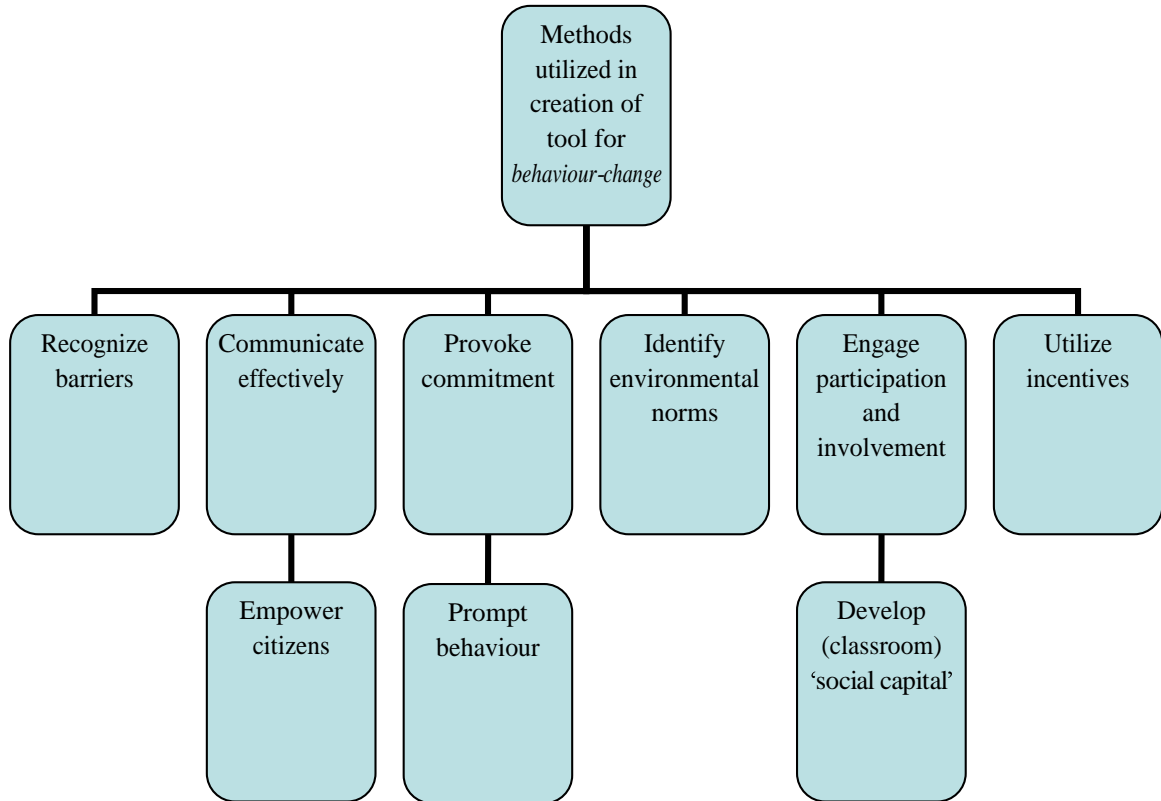 Methods
utilized in
creation of
tool for
behaviour-change
Recognize
barriers
Communicate
effectively
Provoke
commitment
Identify
environmental
norms
Engage
participation
and
involvement
Utilize
incentives
Empower
citizens
Prompt
behaviour
Develop
(classroom)
‘social capital’